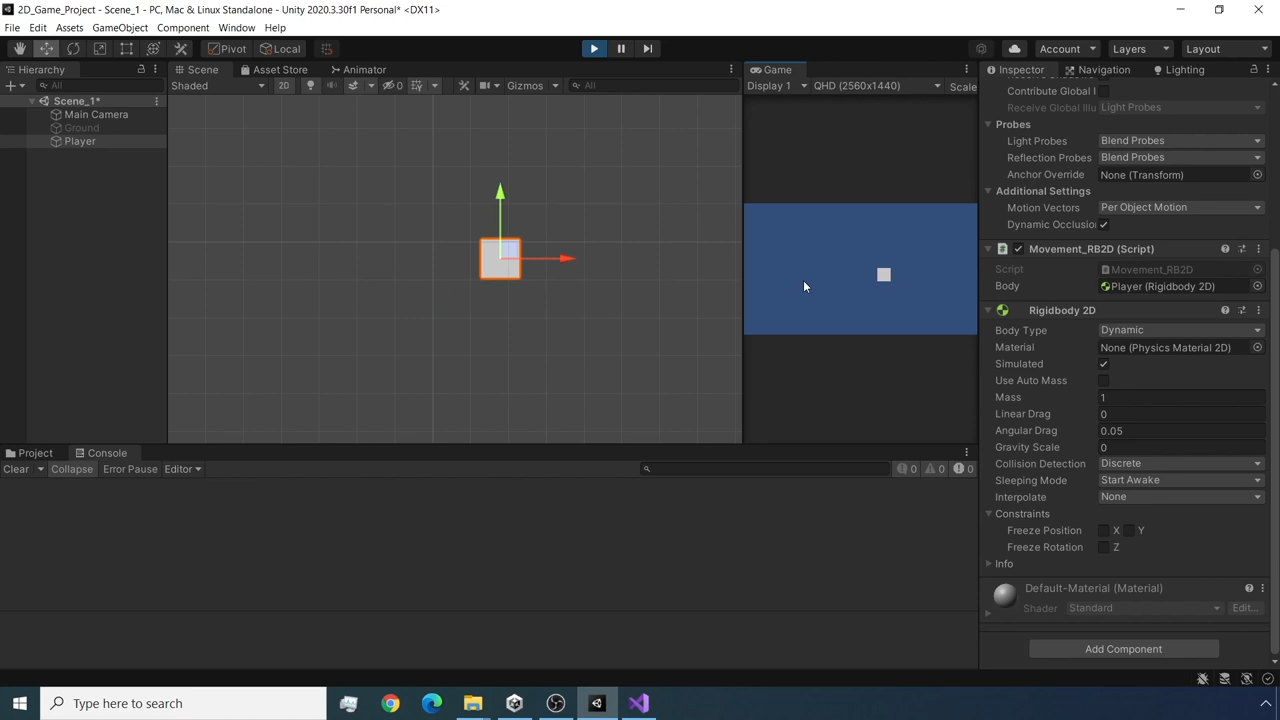 2D_Game_Project - Scene_1 - PC, Mac & Linux Standalone - Unity 2020.3.30f1 Personal* <DX11>
File Edit Assets GameObject Component Window Help
Pivot Local Account Layers Layout
Hierarchy Scene Asset Store Animator Game Inspector Navigation Lighting
All Shaded 2D 0 Gizmos All Display 1 QHD (2560x1440) Scale
Scene_1*
Main Camera
Ground
Player
Contribute Global I
Receive Global Illu Light Probes
Probes
Light Probes Blend Probes
Reflection Probes Blend Probes
Anchor Override None (Transform)
Additional Settings
Motion Vectors Per Object Motion
Dynamic Occlusion
Movement_RB2D (Script)
Script Movement_RB2D
Body Player (Rigidbody 2D)
Rigidbody 2D
Body Type Dynamic
Material None (Physics Material 2D)
Simulated
Use Auto Mass
Mass 1
Linear Drag 0
Angular Drag 0.05
Gravity Scale 0
Collision Detection Discrete
Sleeping Mode Start Awake
Interpolate None
Constraints
Freeze Position X Y
Freeze Rotation Z
Info
Default-Material (Material)
Shader Standard Edit...
Add Component
Project Console
Clear Collapse Error Pause Editor 0 0 0
Type here to search